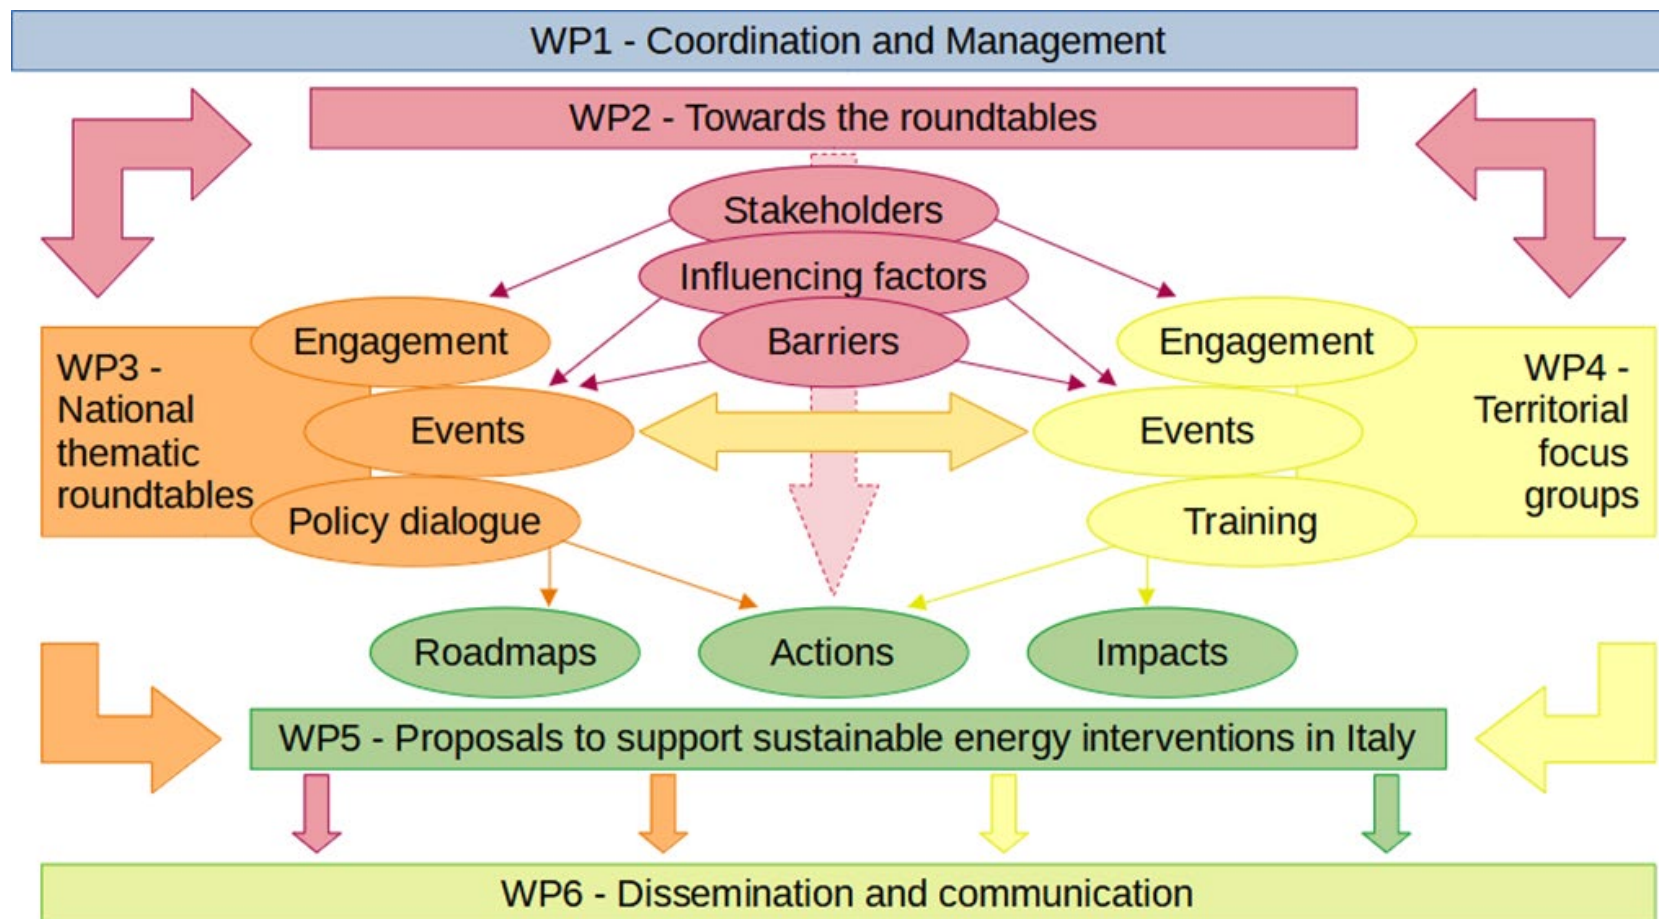 WP1 - Coordination and Management
WP2 - Towards the roundtables
Stakeholders
Influencing factors
Barriers
WP3 -
National
thematic
roundtables
Engagement
Events
Policy dialogue
Engagement
Events
Training
WP4 -
Territorial
focus
groups
Roadmaps
Actions
Impacts
WP5 - Proposals to support sustainable energy interventions in Italy
WP6 - Dissemination and communication